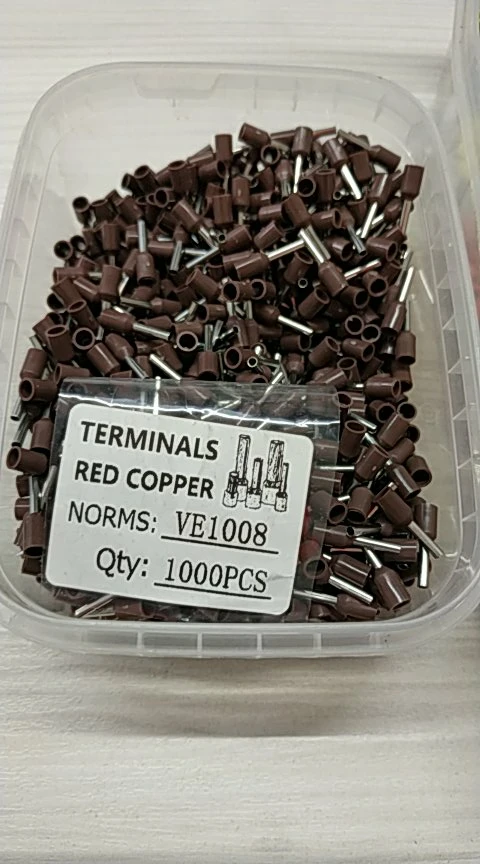 TERMINALS
RED COPPER
NORMS: VE1008
Qty: 1000PCS